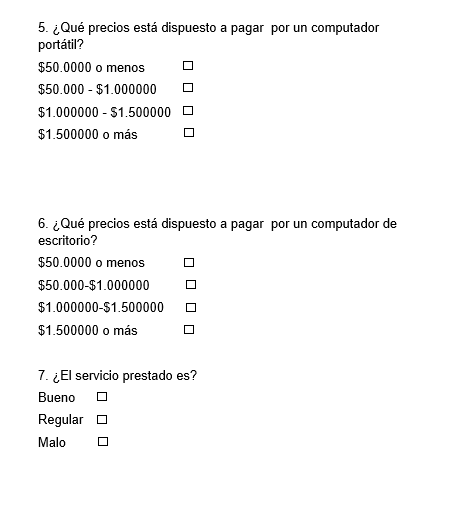 5. ¿Qué precios está dispuesto a pagar  por un computador
portátil?
$50.0000 o menos
$50.000 - $1.000000
$1.000000 - $1.500000
$1.500000 o más
6. ¿Qué precios está dispuesto a pagar  por un computador de
escritorio?
$50.0000 o menos
$50.000-$1.000000
$1.000000-$1.500000
$1.500000 o más
7. ¿El servicio prestado es?
Bueno
Regular
Malo